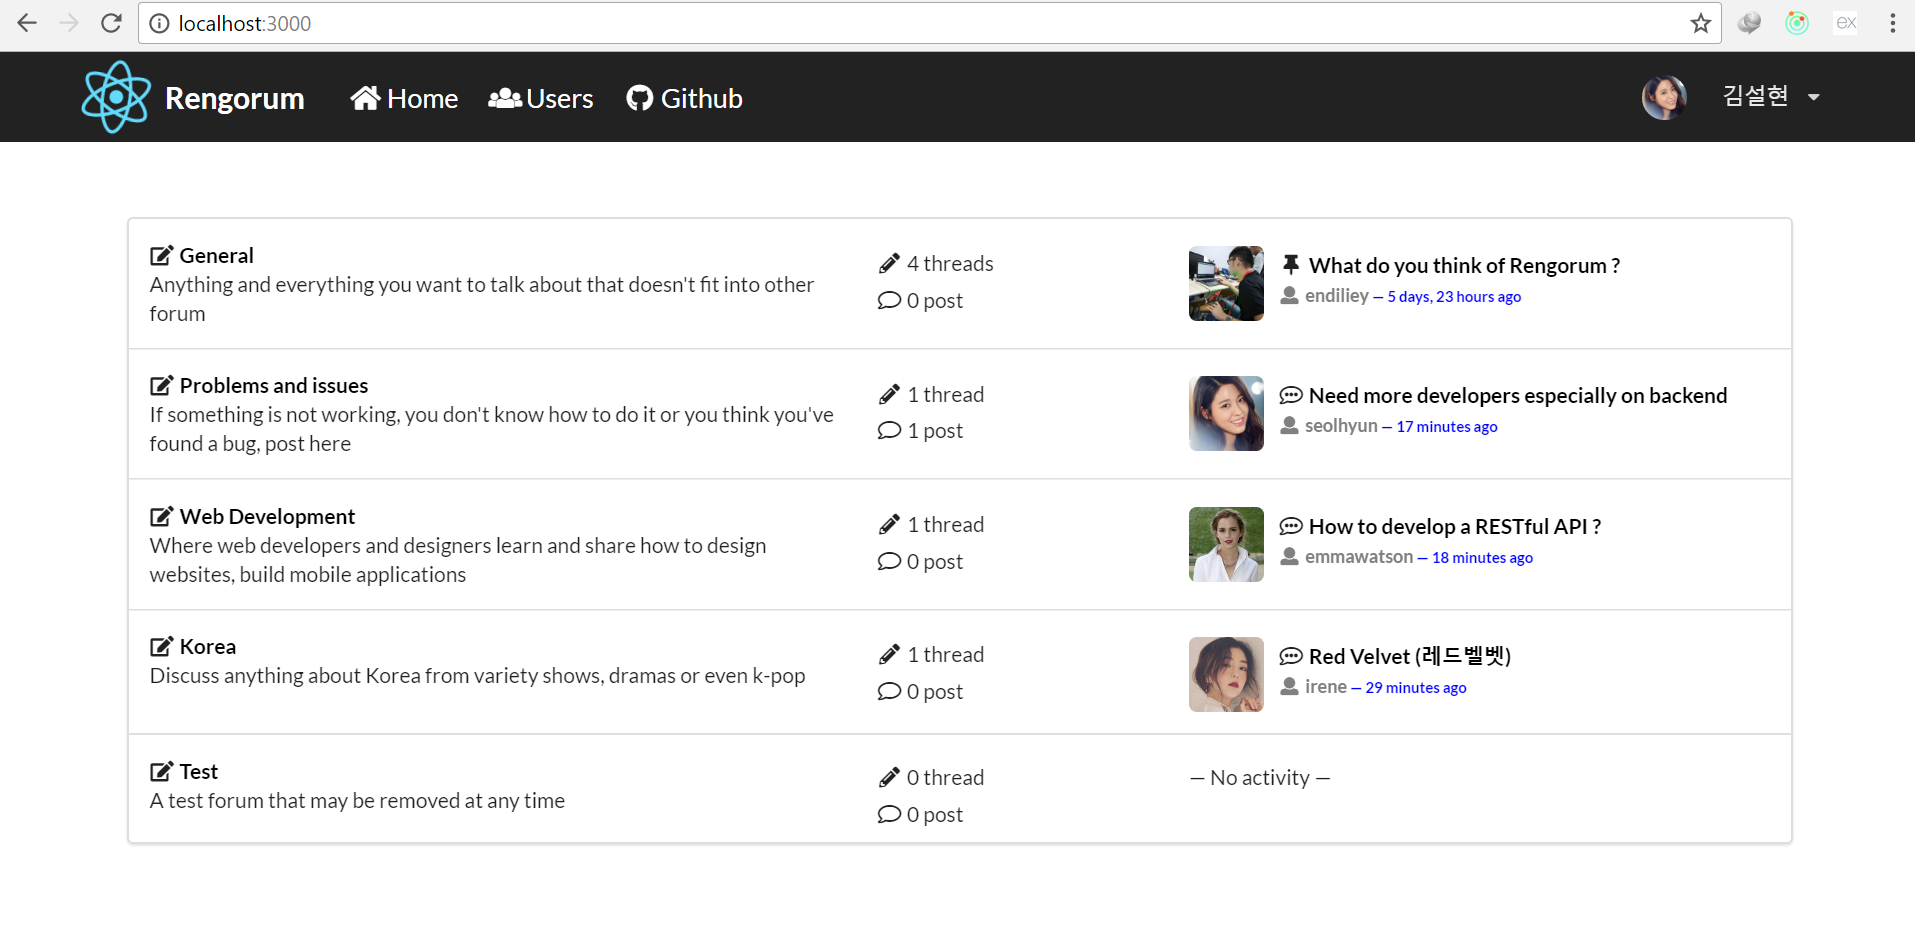 localhost:3000
Rengorum Home Users Github 김설현
General
Anything and everything you want to talk about that doesn't fit into other
forum
4 threads
0 post
What do you think of Rengorum ?
endiliey — 5 days, 23 hours ago
Problems and issues
If something is not working, you don't know how to do it or you think you've
found a bug, post here
1 thread
1 post
Need more developers especially on backend
seolhyun — 17 minutes ago
Web Development
Where web developers and designers learn and share how to design
websites, build mobile applications
1 thread
0 post
How to develop a RESTful API ?
emmawatson — 18 minutes ago
Korea
Discuss anything about Korea from variety shows, dramas or even k-pop
1 thread
0 post
Red Velvet (레드벨벳)
irene — 29 minutes ago
Test
A test forum that may be removed at any time
0 thread
0 post
— No activity —